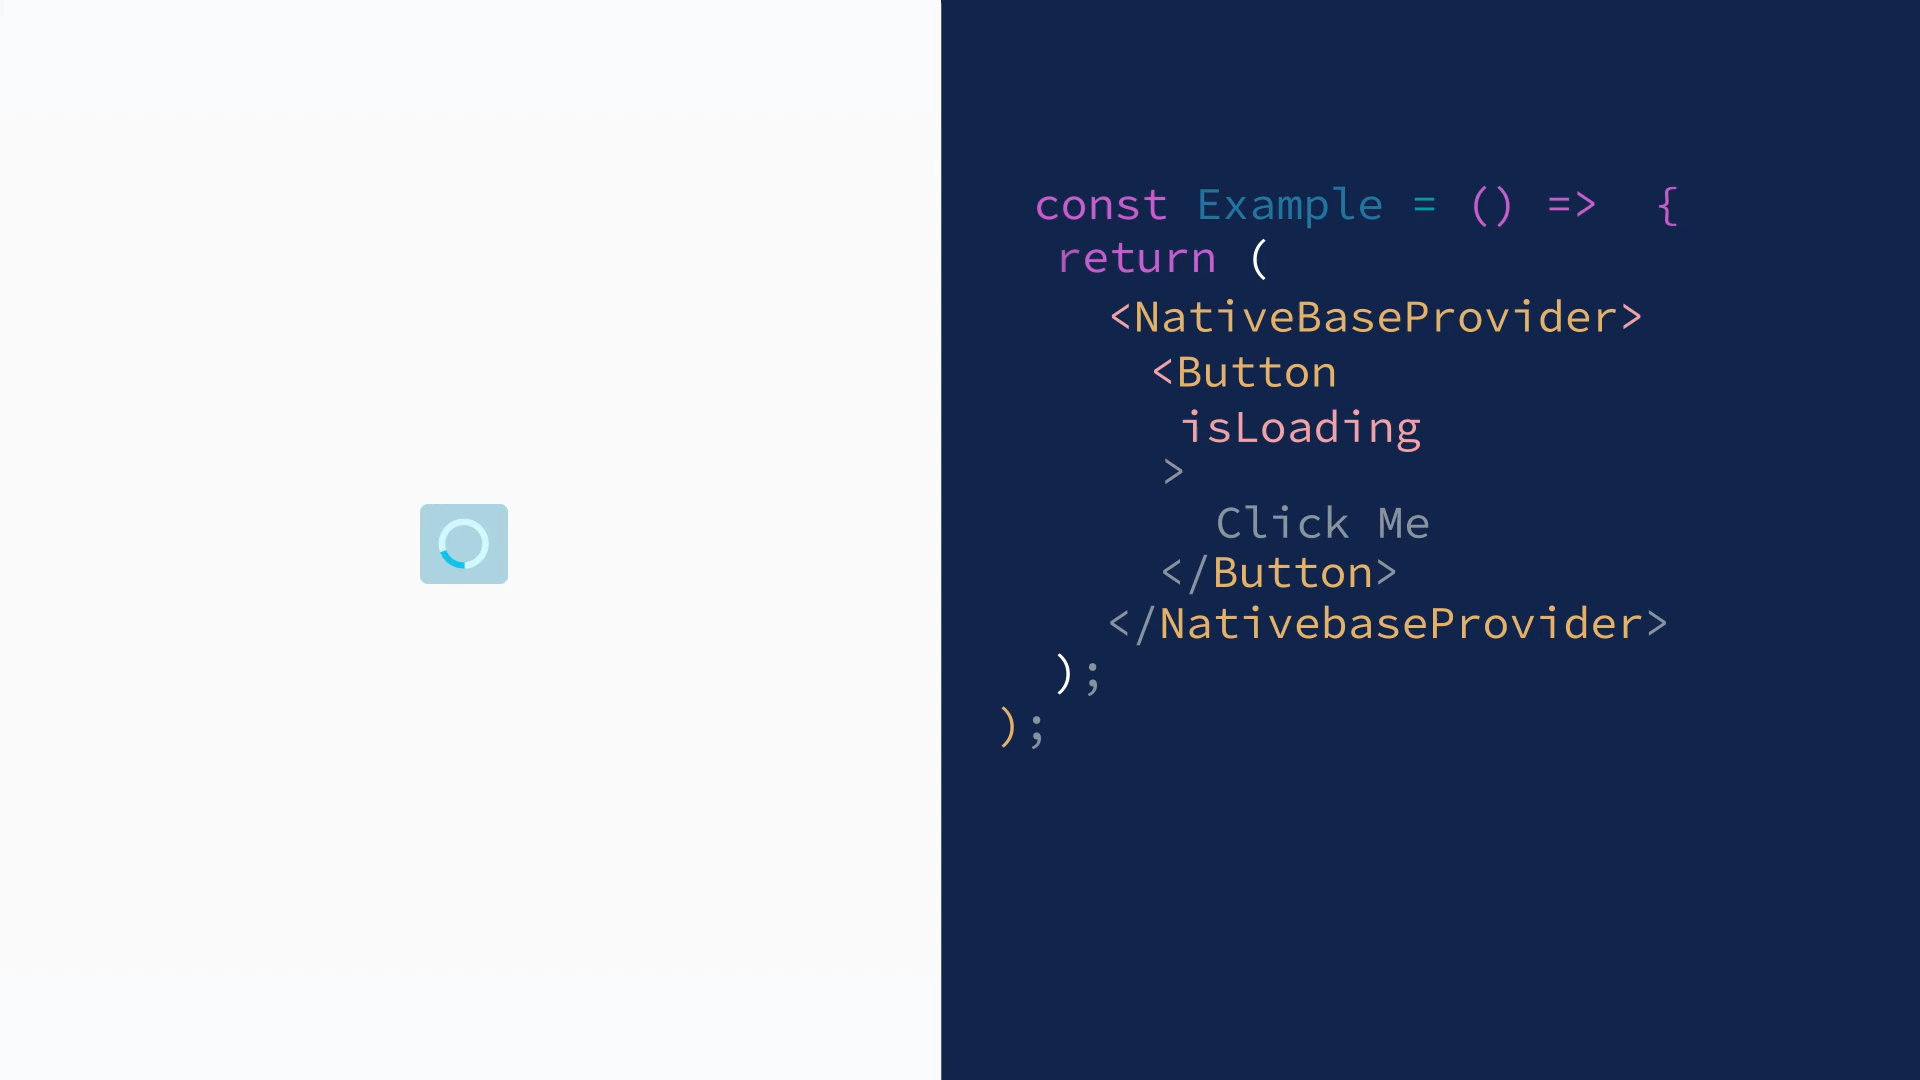 const Example = () => {
return (
<NativeBaseProvider>
<Button
isLoading
>
Click Me
</Button>
</NativebaseProvider>
);
);